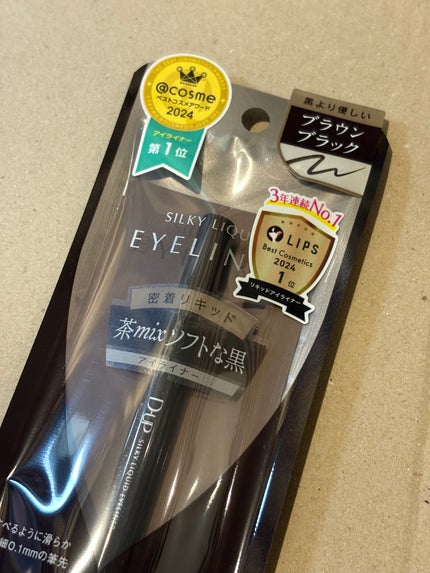 @cosme
ベストコスメアワード
2024
アイライナー
第1位
黒より優しい
ブラウン
ブラック
3年連続No.1
LIPS
Best Cosmetics
2024
1位
リキッドアイライナー
SILKY LIQU
EYELIN
密着リキッド
茶mixソフトな黒
アイライナー
D-UP SILKY LIQUID EYELINER
べるように滑らか
細0.1mmの筆先